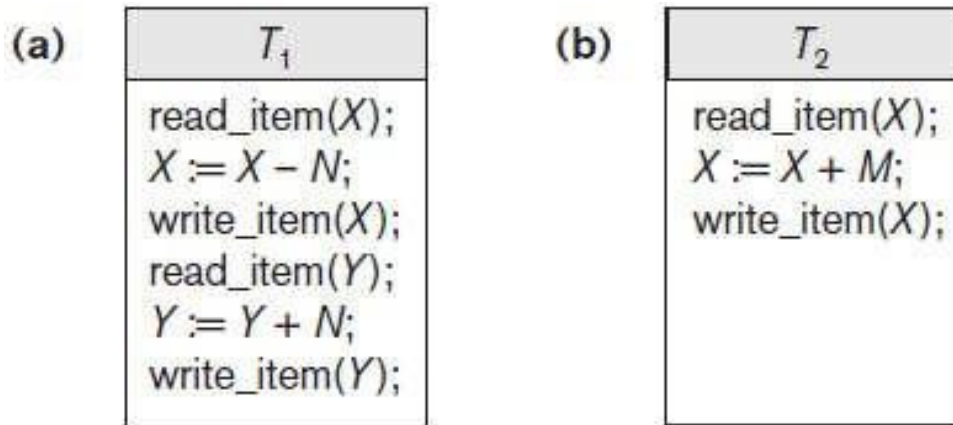 (a)
T1
read_item(X);
X := X – N;
write_item(X);
read_item(Y);
Y := Y + N;
write_item(Y);
(b)
T2
read_item(X);
X := X + M;
write_item(X);